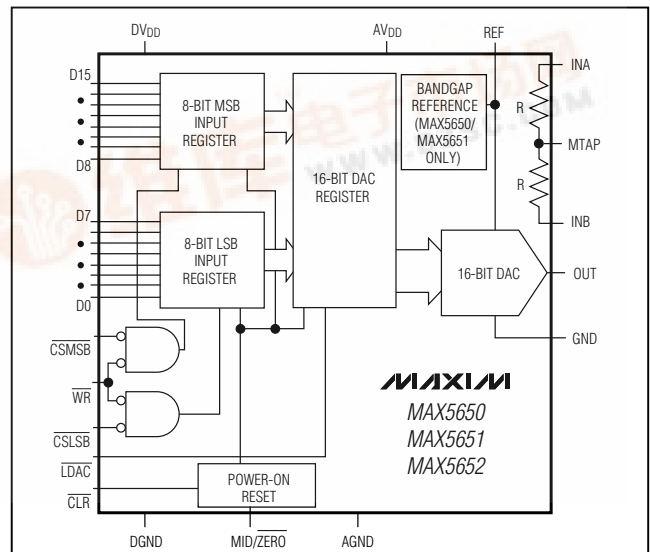 DVDD
AVDD
REF
D15
D8
8-BIT MSB
INPUT
REGISTER
16-BIT DAC
REGISTER
BANDGAP
REFERENCE
(MAX5650/
MAX5651
ONLY)
INA
R
MTAP
R
INB
D7
D0
8-BIT LSB
INPUT
REGISTER
16-BIT DAC
OUT
GND
CSMSB
WR
CSLSB
LDAC
CLR
POWER-ON
RESET
MAXIM
MAX5650
MAX5651
MAX5652
DGND
MID/ZERO
AGND